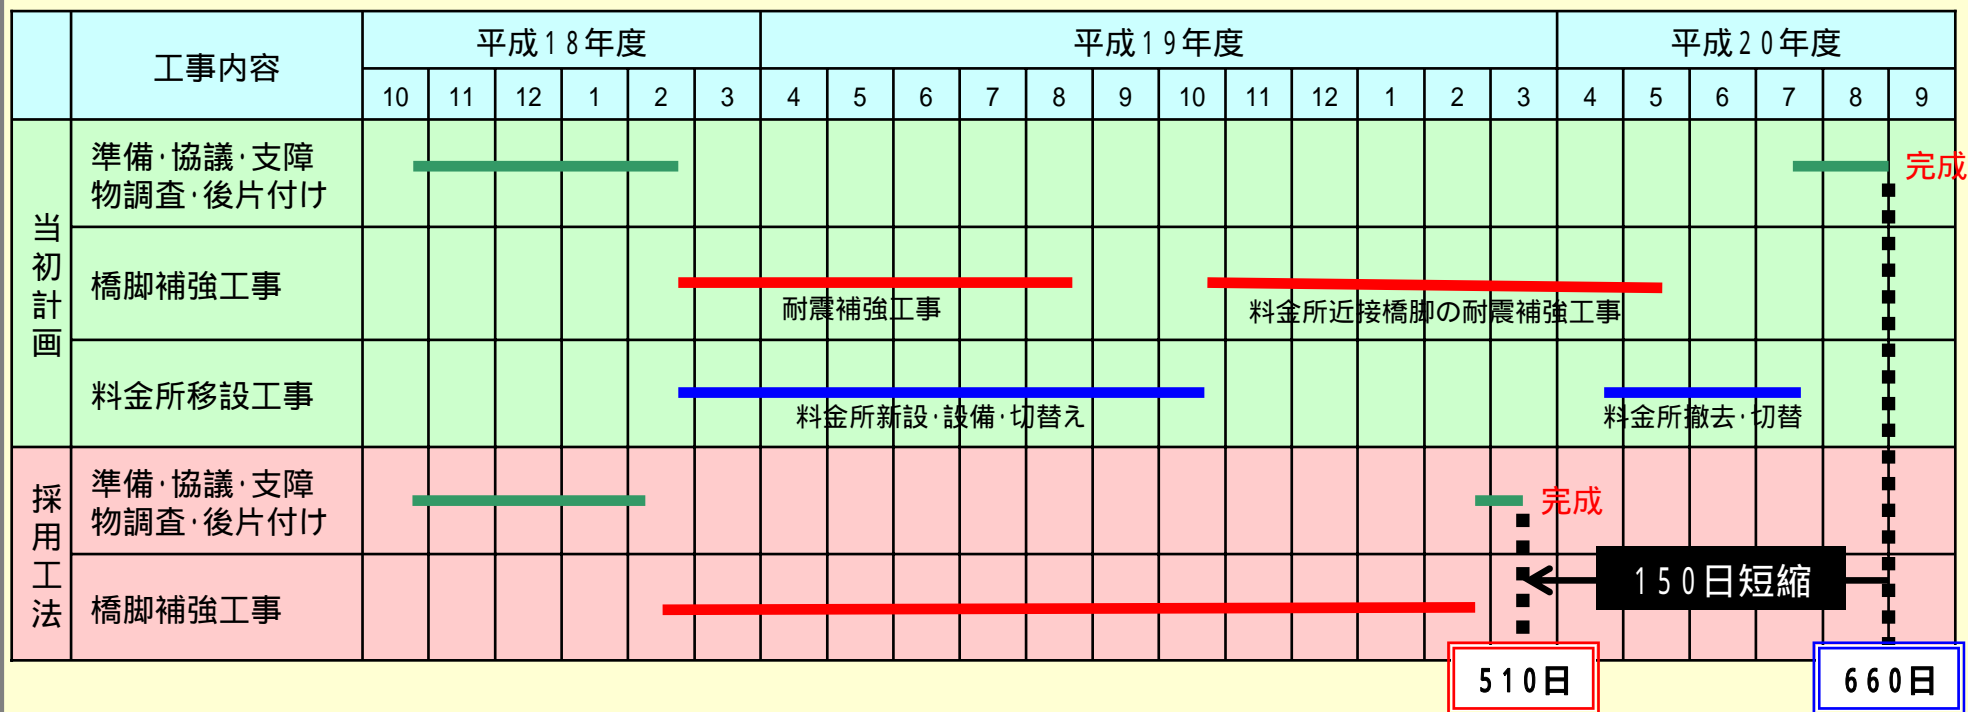 工事内容
平成18年度
平成19年度
平成20年度
10 11 12 1 2 3 4 5 6 7 8 9 10 11 12 1 2 3 4 5 6 7 8 9
当初計画
準備・協議・支障
物調査・後片付け
完成
橋脚補強工事
耐震補強工事
料金所近接橋脚の耐震補強工事
料金所移設工事
料金所新設・設備・切替え
料金所撤去・切替
採用工法
準備・協議・支障
物調査・後片付け
完成
橋脚補強工事
150日短縮
510日
660日